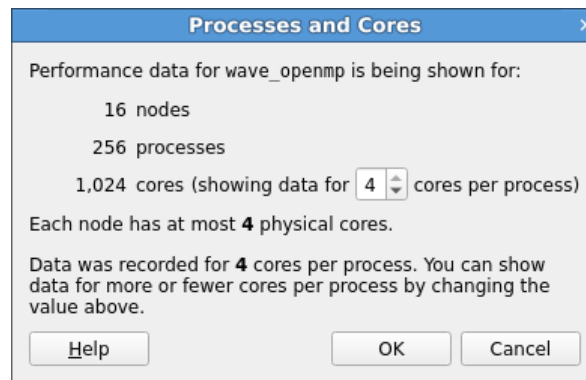 Processes and Cores
Performance data for wave_openmp is being shown for:
16 nodes
256 processes
1,024 cores (showing data for 4 cores per process)
Each node has at most 4 physical cores.
Data was recorded for 4 cores per process. You can show
data for more or fewer cores per process by changing the
value above.
Help OK Cancel